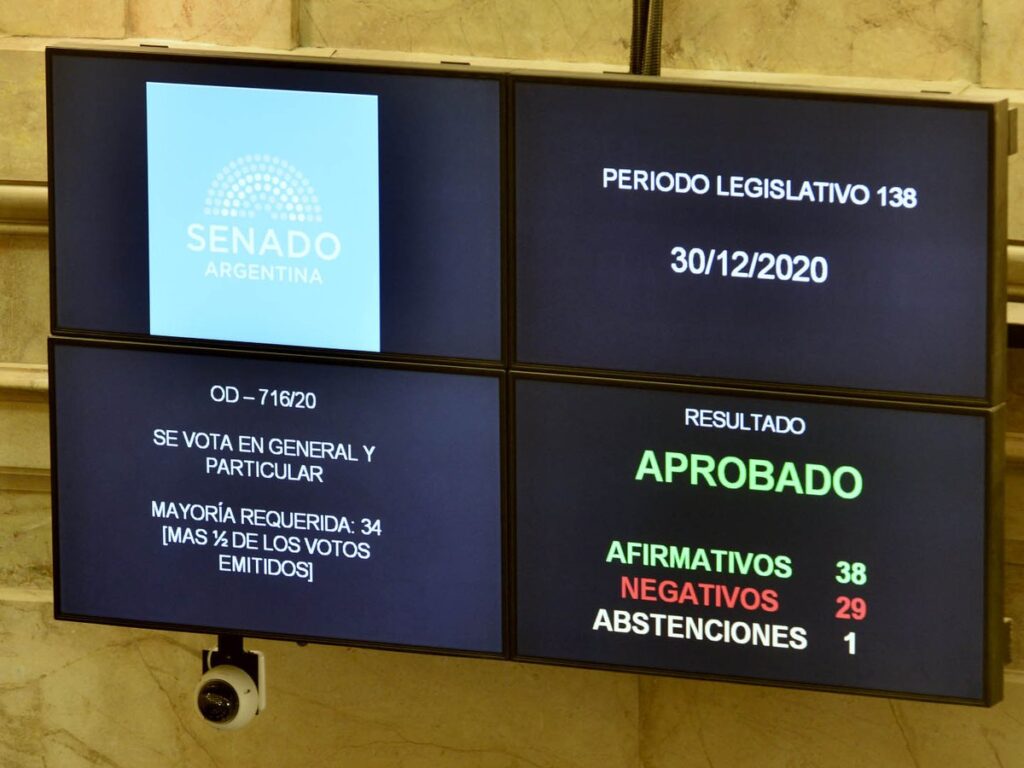 SENADO
ARGENTINA
PERIODO LEGISLATIVO 138
30/12/2020
OD – 716/20
SE VOTA EN GENERAL Y
PARTICULAR
MAYORÍA REQUERIDA: 34
[MAS ½ DE LOS VOTOS
EMITIDOS]
RESULTADO
APROBADO
AFIRMATIVOS 38
NEGATIVOS 29
ABSTENCIONES 1